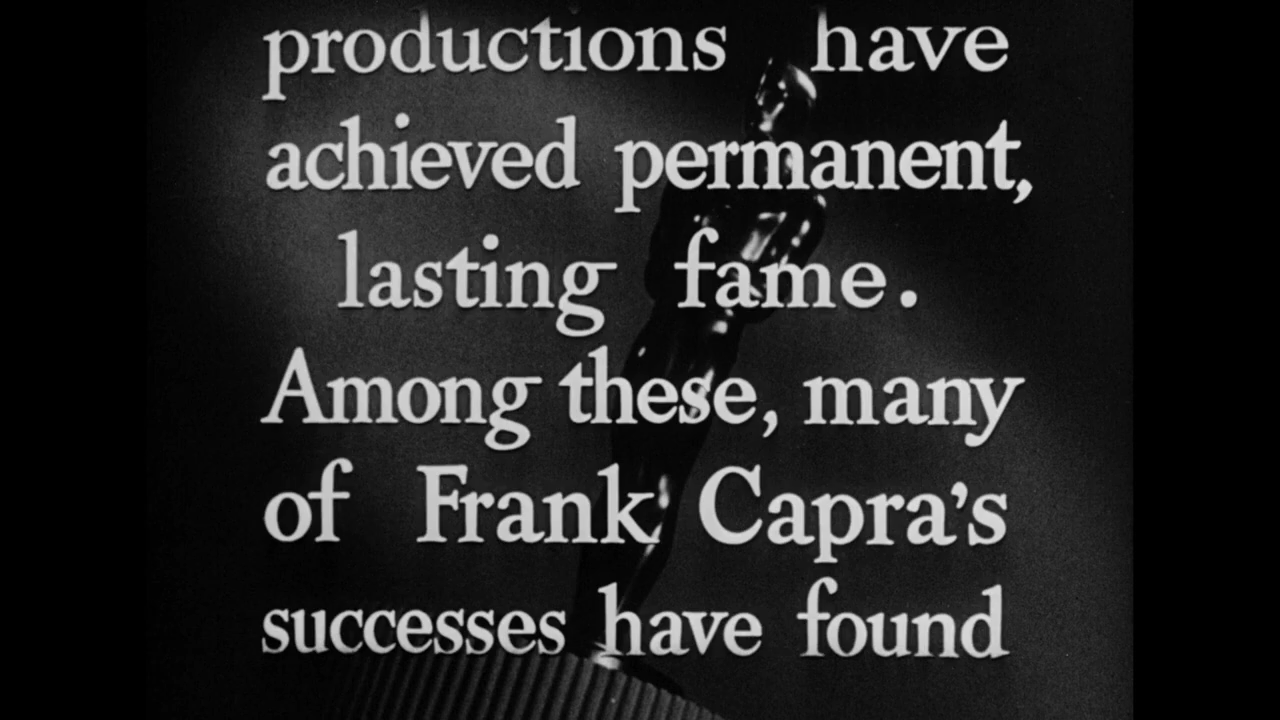 productions have
achieved permanent,
lasting fame.
Among these, many
of Frank Capra's
successes have found